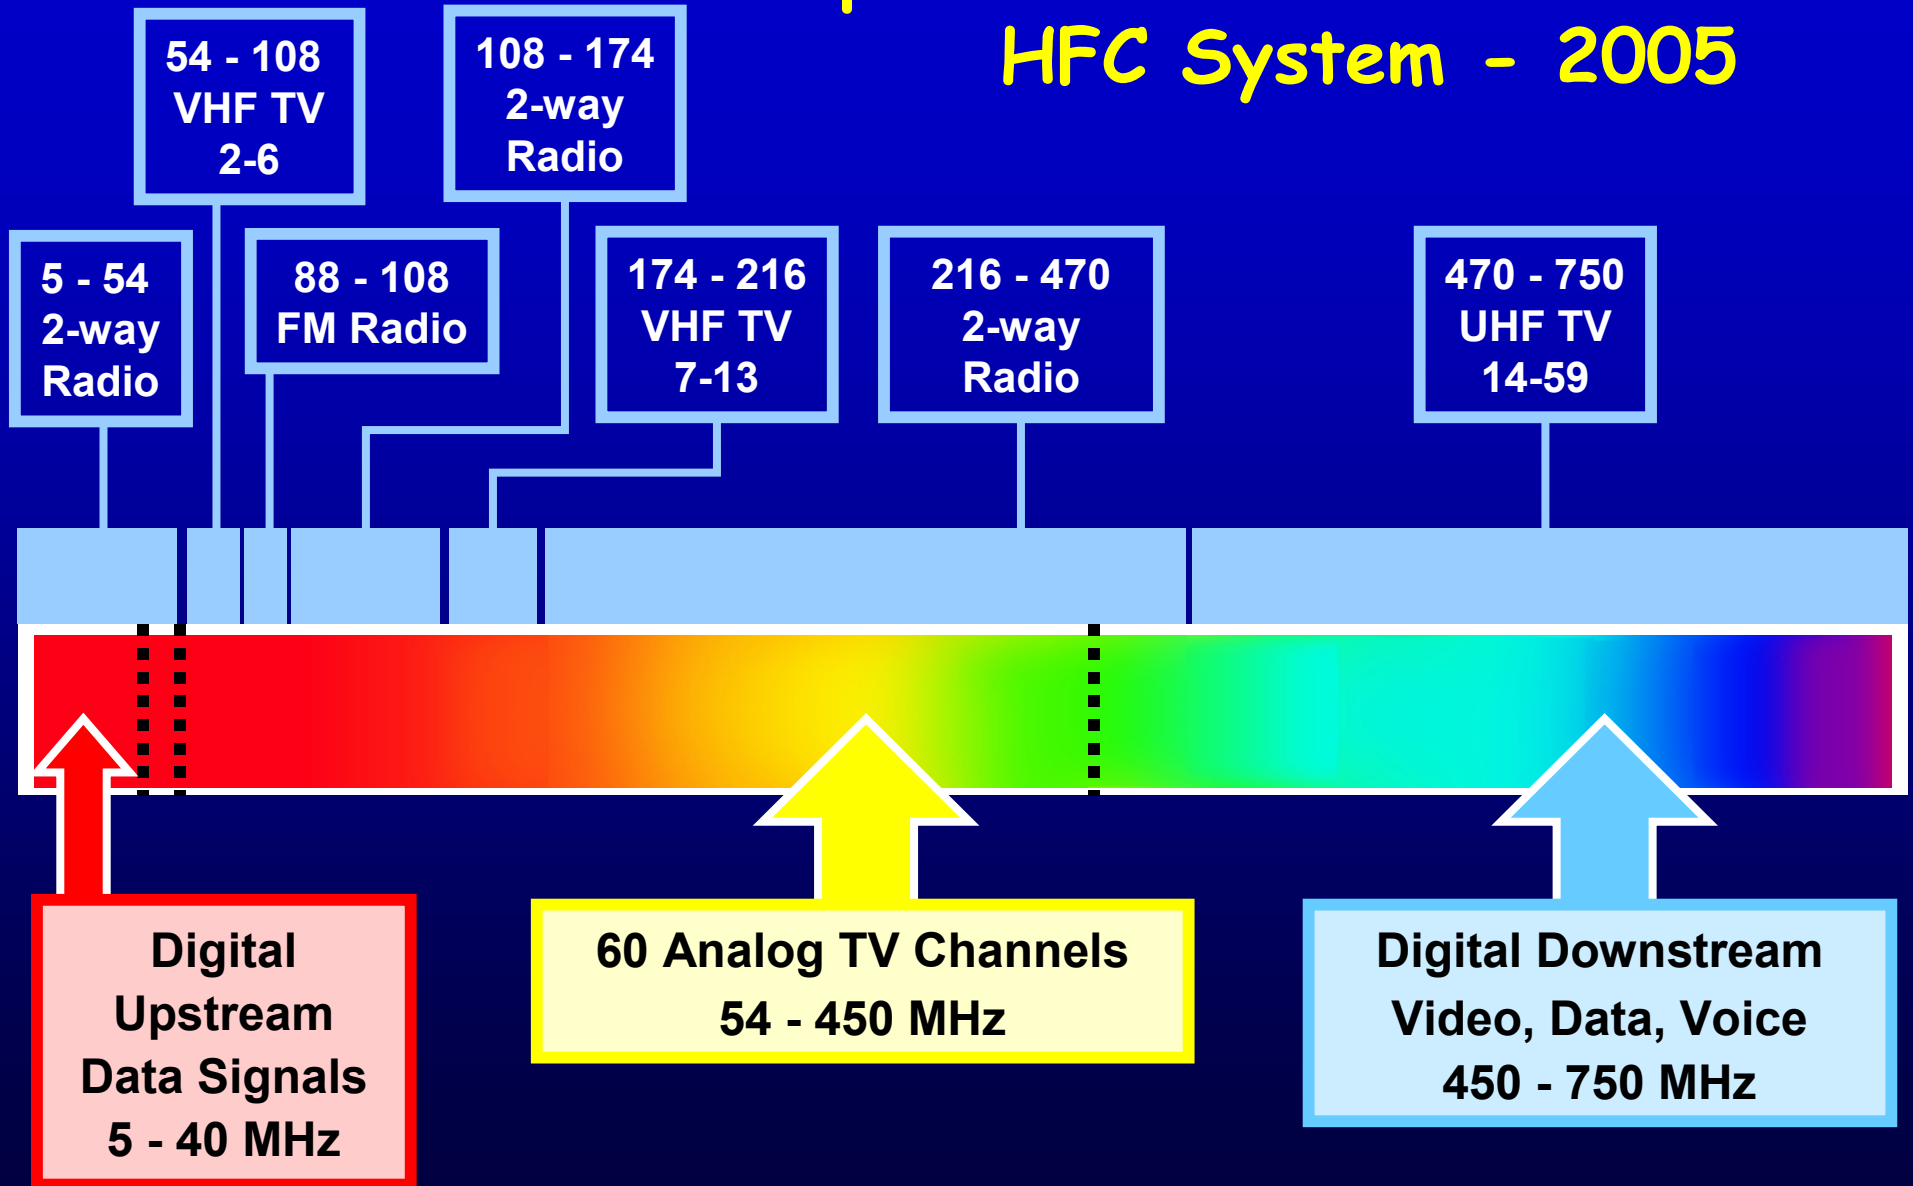 HFC System - 2005
54 - 108
VHF TV
2-6
108 - 174
2-way
Radio
5 - 54
2-way
Radio
88 - 108
FM Radio
174 - 216
VHF TV
7-13
216 - 470
2-way
Radio
470 - 750
UHF TV
14-59
Digital
Upstream
Data Signals
5 - 40 MHz
60 Analog TV Channels
54 - 450 MHz
Digital Downstream
Video, Data, Voice
450 - 750 MHz